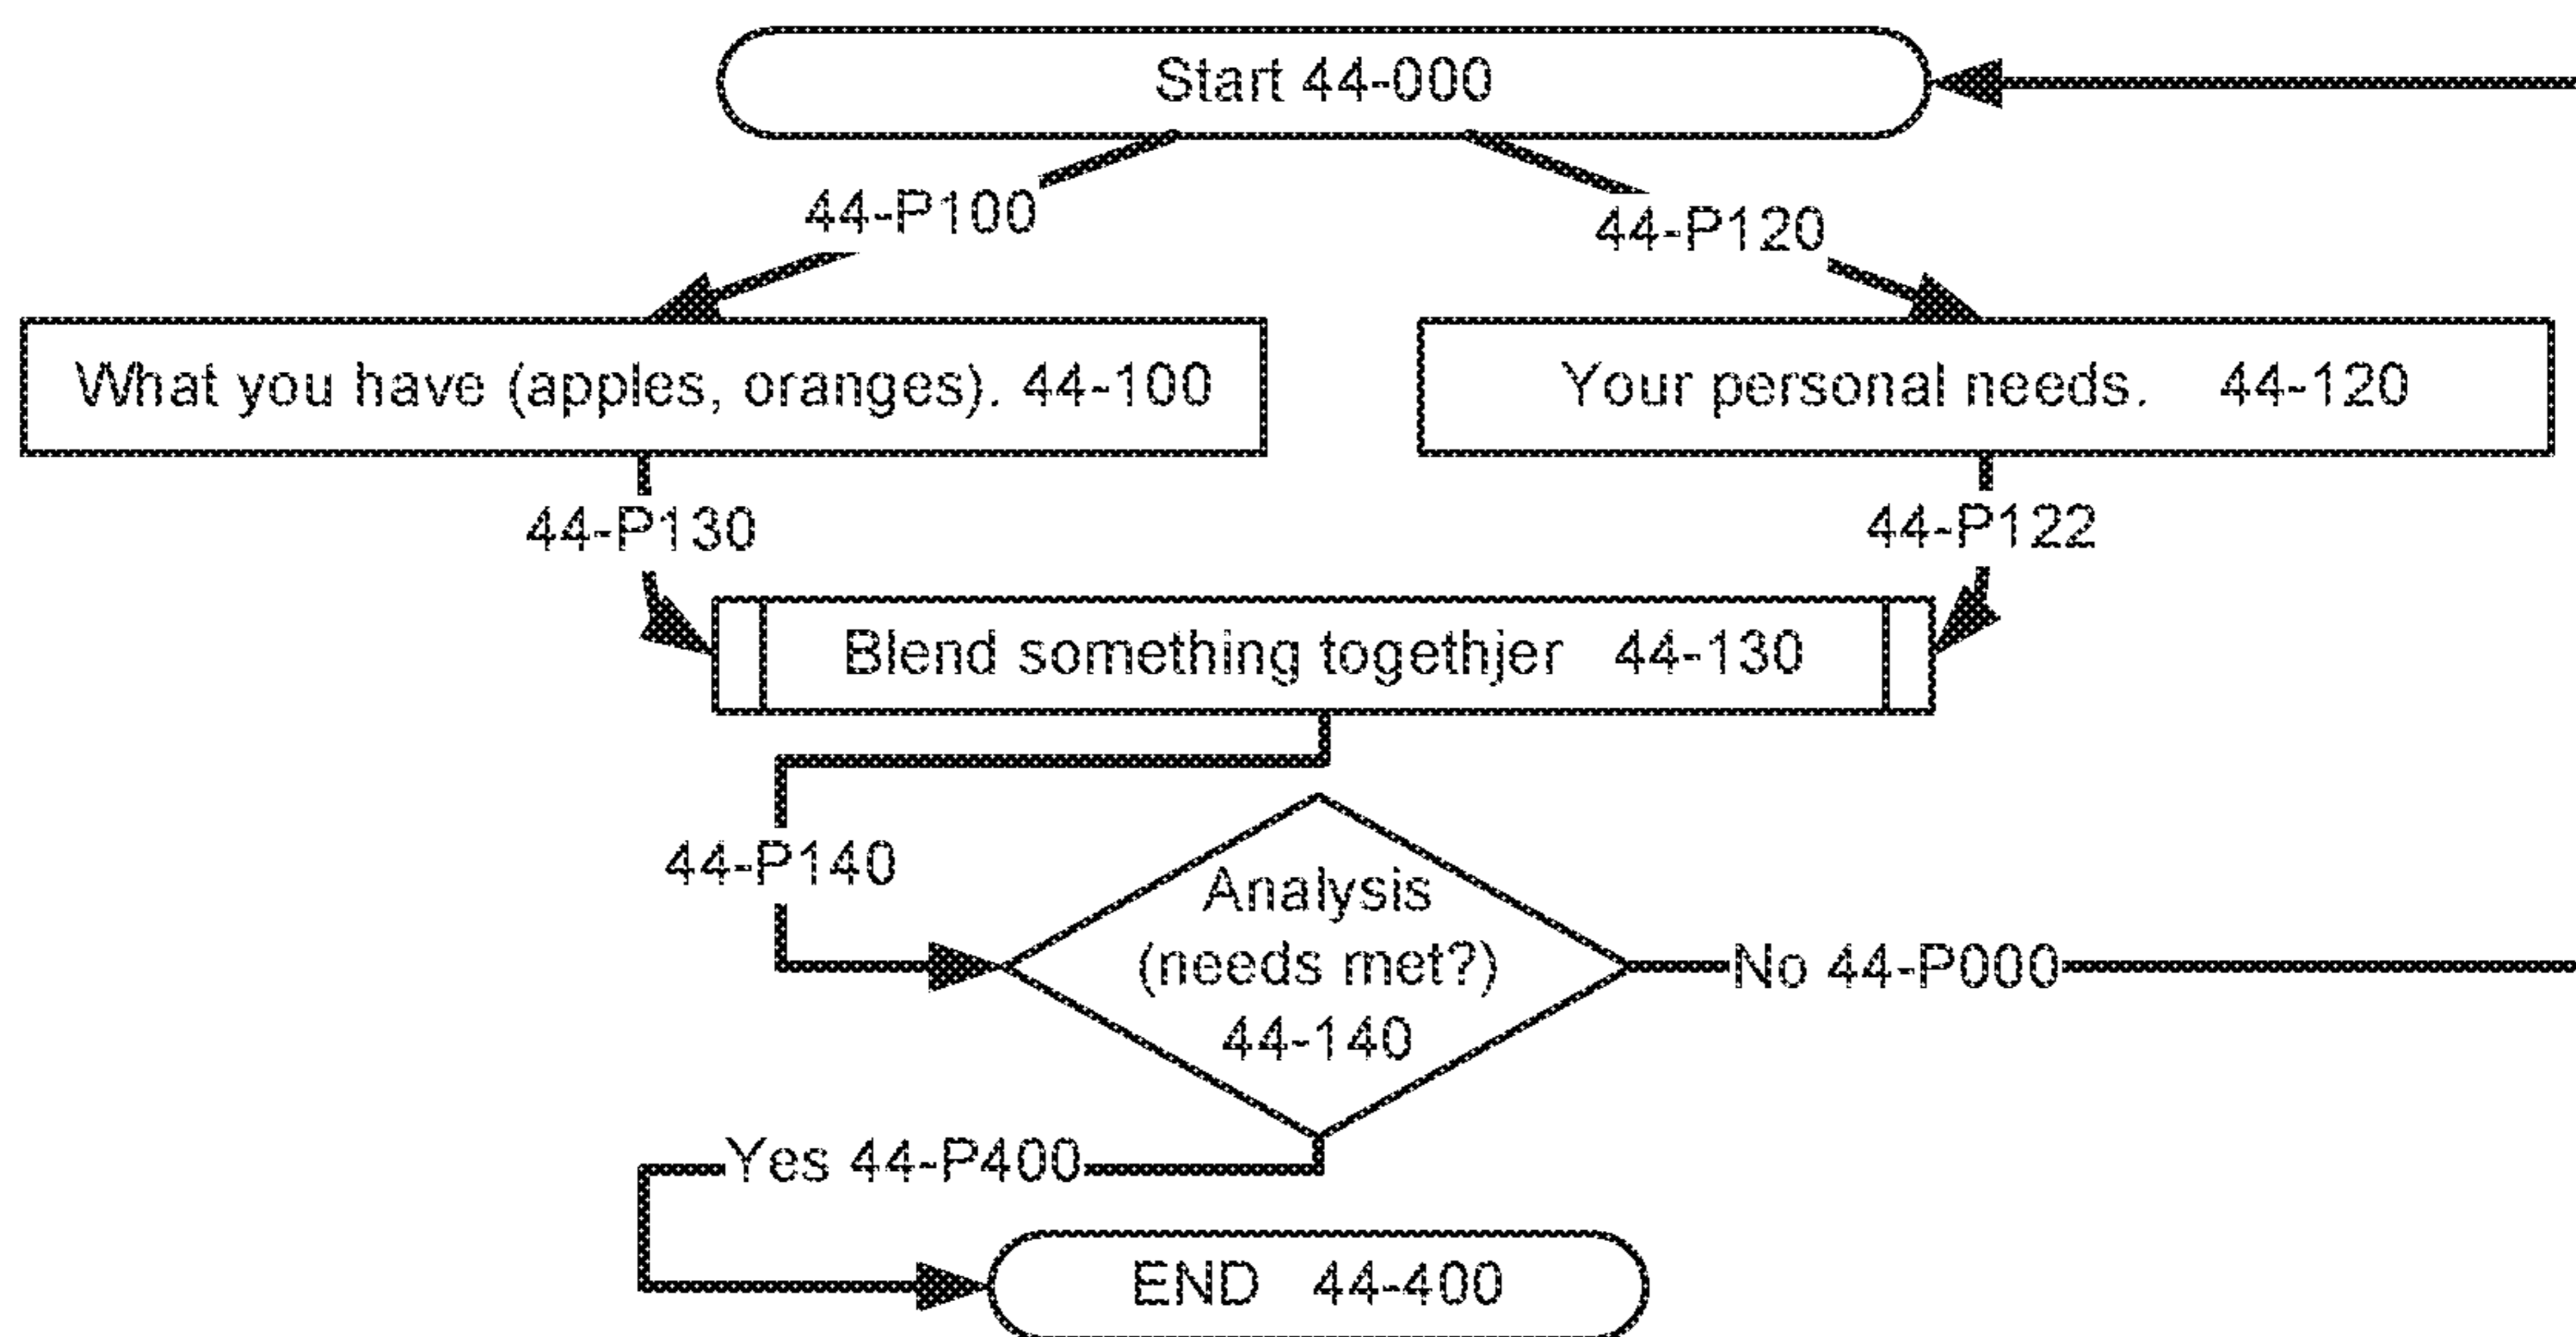 Start 44-000
44-P100
44-P120
What you have (apples, oranges). 44-100
Your personal needs. 44-120
44-P130
44-P122
Blend something togethjer 44-130
44-P140
Analysis
(needs met?)
44-140
No 44-P000
Yes 44-P400
END 44-400